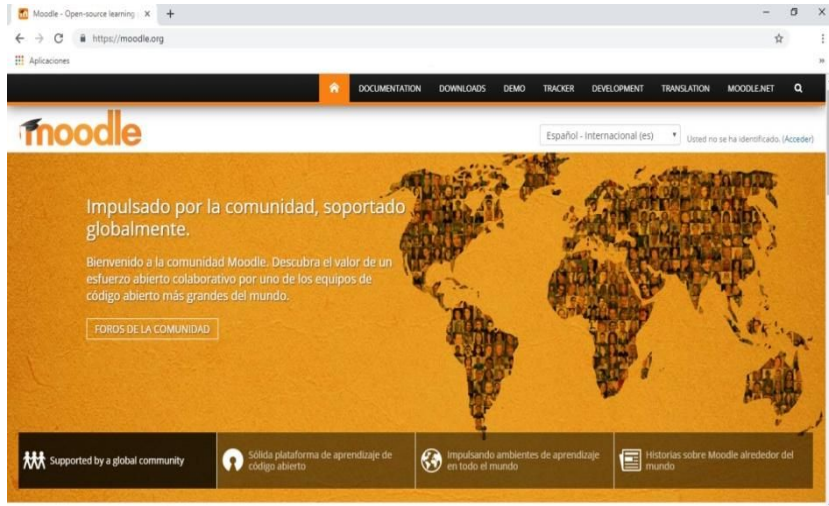 Moodle - Open-source learning
https://moodle.org
Aplicaciones
DOCUMENTATION DOWNLOADS DEMO TRACKER DEVELOPMENT TRANSLATION MOODLE.NET
moodle
Español - Internacional (es)
Usted no se ha identificado. (Acceder)
Impulsado por la comunidad, soportado
globalmente.
Bienvenido a la comunidad Moodle. Descubra el valor de un
esfuerzo abierto colaborativo por uno de los equipos de
código abierto más grandes del mundo.
FOROS DE LA COMUNIDAD
Supported by a global community
Sólida plataforma de aprendizaje de
código abierto
Impulsando ambientes de aprendizaje
en todo el mundo
Historias sobre Moodle alrededor del
mundo